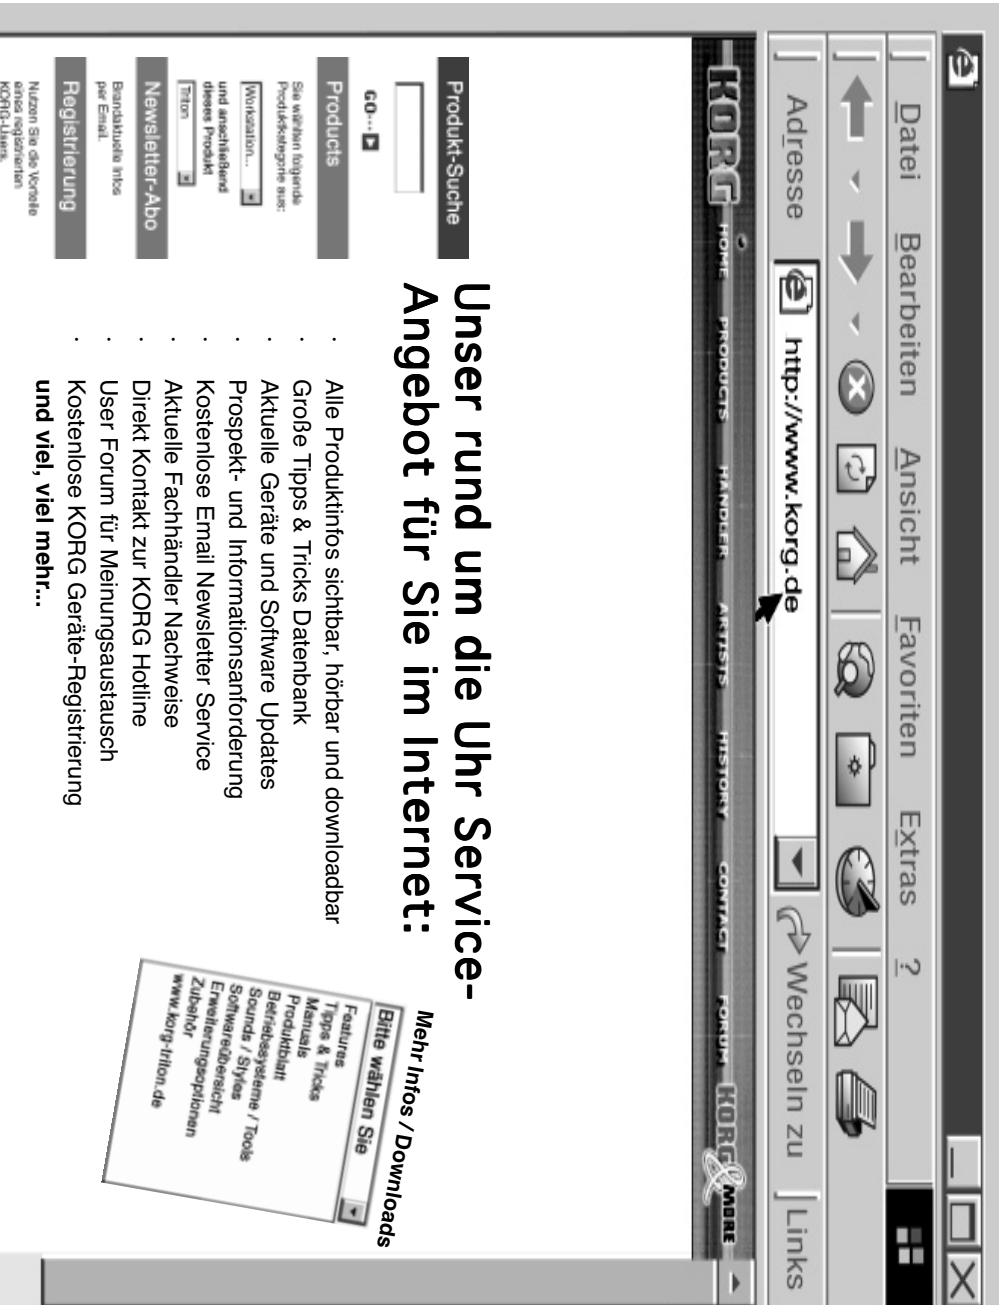 Datei Bearbeiten Ansicht Favoriten Extras ?
Adresse http://www.korg.de Wechseln zu Links
KORG HOME PRODUCTS HÄNDLER ARTISTS HISTORY CONTACT FORUM KORG & MORE
Produkt-Suche
GO···
Products
Sie wählen folgende
Produktkategorie aus:
Workstation...
und anschließend
dieses Produkt
Triton
Newsletter-Abo
Brandaktuelle Infos
per Email.
Registrierung
Nutzen Sie die Vorteile
eines registrierten
KORG-Users.
Unser rund um die Uhr Service-
Angebot für Sie im Internet:
· Alle Produktinfos sichtbar, hörbar und downloadbar
· Große Tipps & Tricks Datenbank
· Aktuelle Geräte und Software Updates
· Prospekt- und Informationsanforderung
· Kostenlose Email Newsletter Service
· Aktuelle Fachhändler Nachweise
· Direkt Kontakt zur KORG Hotline
· User Forum für Meinungsaustausch
· Kostenlose KORG Geräte-Registrierung
und viel, viel mehr...
Mehr Infos / Downloads
Bitte wählen Sie
Features
Tipps & Tricks
Manuals
Produktblatt
Betriebssysteme / Tools
Sounds / Styles
Softwareübersicht
Erweiterungsoptionen
Zubehör
www.korg-triton.de